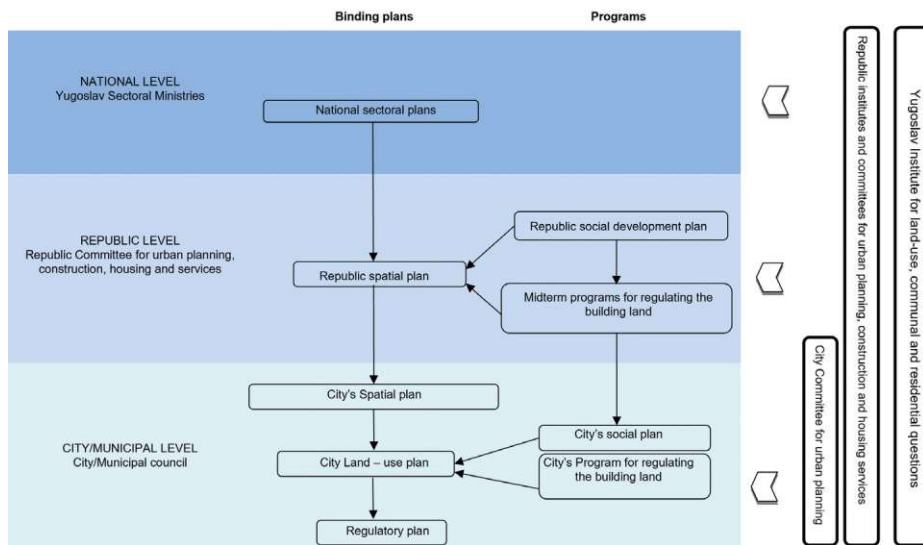 Binding plans
Programs
NATIONAL LEVEL
Yugoslav Sectoral Ministries
National sectoral plans
REPUBLIC LEVEL
Republic Committee for urban planning,
construction, housing and services
Republic social development plan
Republic spatial plan
Midterm programs for regulating the
building land
CITY/MUNICIPAL LEVEL
City/Municipal council
City's Spatial plan
City's social plan
City Land – use plan
City's Program for regulating
the building land
Regulatory plan
City Committee for urban planning
Republic institutes and committees for urban planning, construction and housing services
Yugoslav Institute for land-use, communal and residential questions